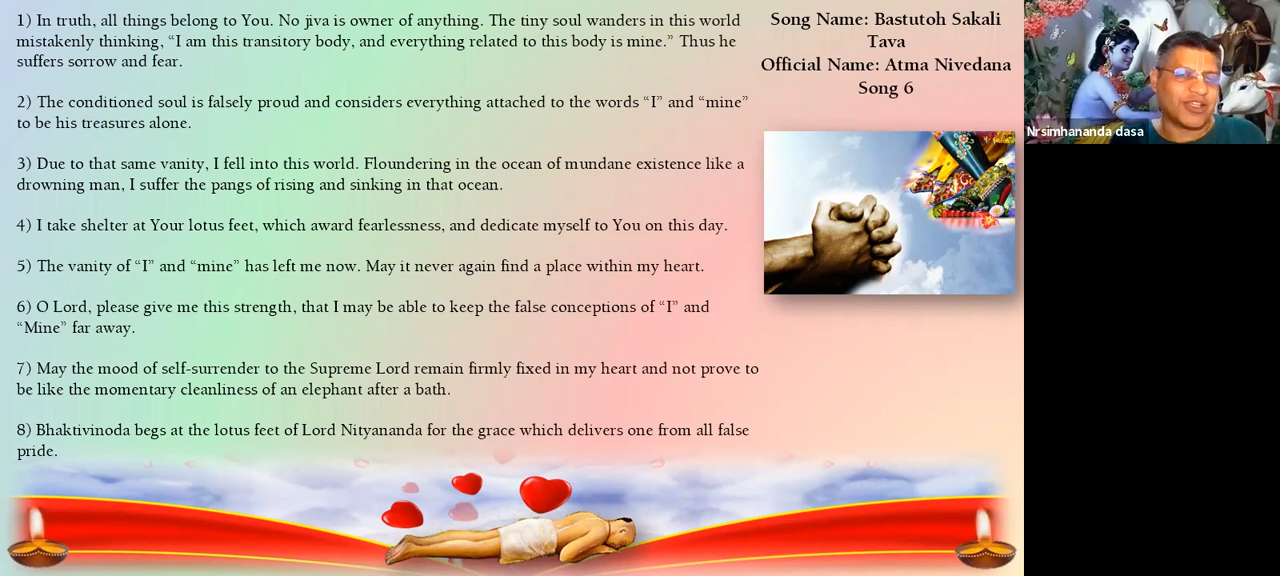 1) In truth, all things belong to You. No jiva is owner of anything. The tiny soul wanders in this world
mistakenly thinking, “I am this transitory body, and everything related to this body is mine.” Thus he
suffers sorrow and fear.
2) The conditioned soul is falsely proud and considers everything attached to the words “I” and “mine”
to be his treasures alone.
3) Due to that same vanity, I fell into this world. Floundering in the ocean of mundane existence like a
drowning man, I suffer the pangs of rising and sinking in that ocean.
4) I take shelter at Your lotus feet, which award fearlessness, and dedicate myself to You on this day.
5) The vanity of “I” and “mine” has left me now. May it never again find a place within my heart.
6) O Lord, please give me this strength, that I may be able to keep the false conceptions of “I” and
“Mine” far away.
7) May the mood of self-surrender to the Supreme Lord remain firmly fixed in my heart and not prove to
be like the momentary cleanliness of an elephant after a bath.
8) Bhaktivinoda begs at the lotus feet of Lord Nityananda for the grace which delivers one from all false
pride.
Song Name: Bastutoh Sakali
Tava
Official Name: Atma Nivedana
Song 6
Nrsimhananda dasa